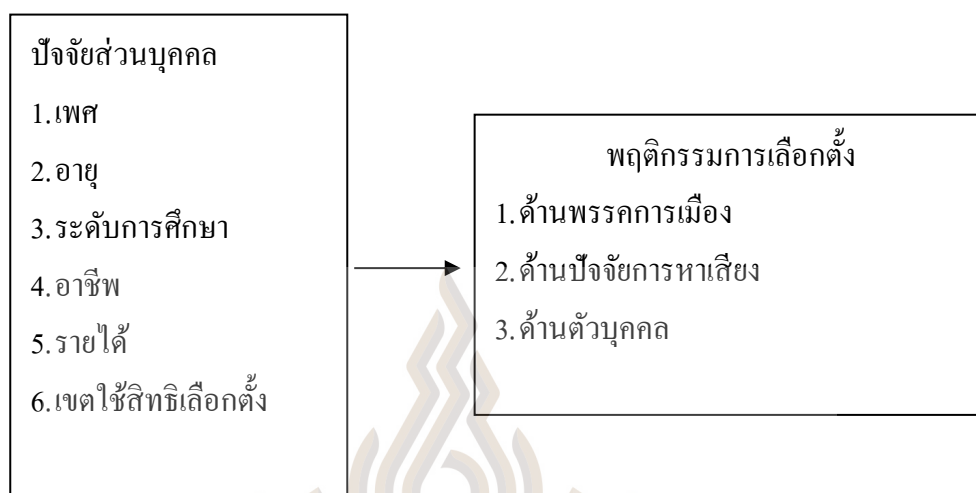 ปัจจัยส่วนบุคคล
1.เพศ
2.อายุ
3.ระดับการศึกษา
4.อาชีพ
5.รายได้
6.เขตใช้สิทธิเลือกตั้ง
พฤติกรรมการเลือกตั้ง
1.ด้านพรรคการเมือง
2.ด้านปัจจัยการหาเสียง
3.ด้านตัวบุคคล